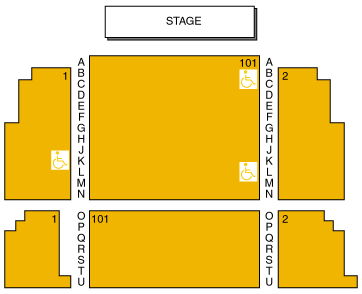 STAGE
1 A 101 A 2
B B
C C
D D
E E
F F
G G
H H
J J
K K
L L
M M
N N
1 O 101 O 2
P P
Q Q
R R
S S
T T
U U